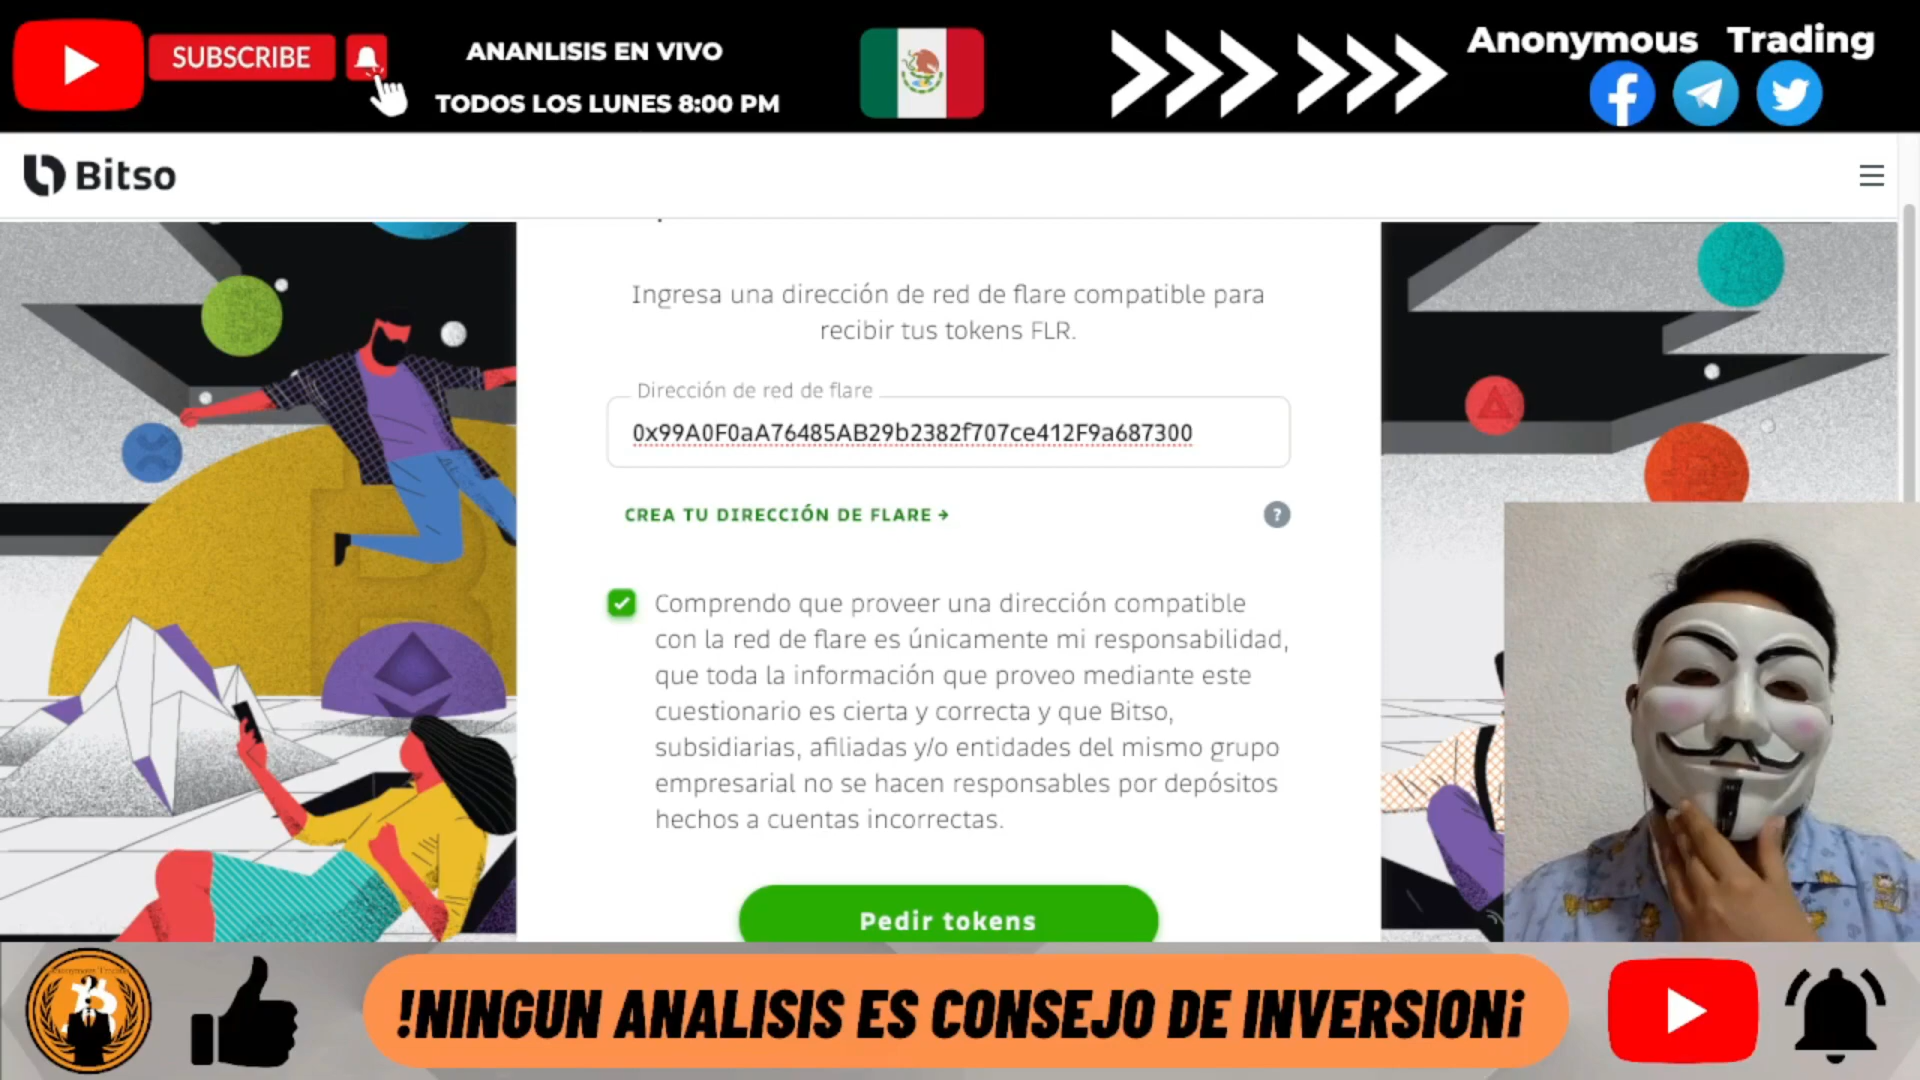 SUBSCRIBE
ANANLISIS EN VIVO
TODOS LOS LUNES 8:00 PM
Anonymous Trading
Bitso
Ingresa una dirección de red de flare compatible para
recibir tus tokens FLR.
Dirección de red de flare
0x99A0F0aA76485AB29b2382f707ce412F9a687300
CREA TU DIRECCIÓN DE FLARE →
?
Comprendo que proveer una dirección compatible
con la red de flare es únicamente mi responsabilidad,
que toda la información que proveo mediante este
cuestionario es cierta y correcta y que Bitso,
subsidiarias, afiliadas y/o entidades del mismo grupo
empresarial no se hacen responsables por depósitos
hechos a cuentas incorrectas.
Pedir tokens
!NINGUN ANALISIS ES CONSEJO DE INVERSION¡